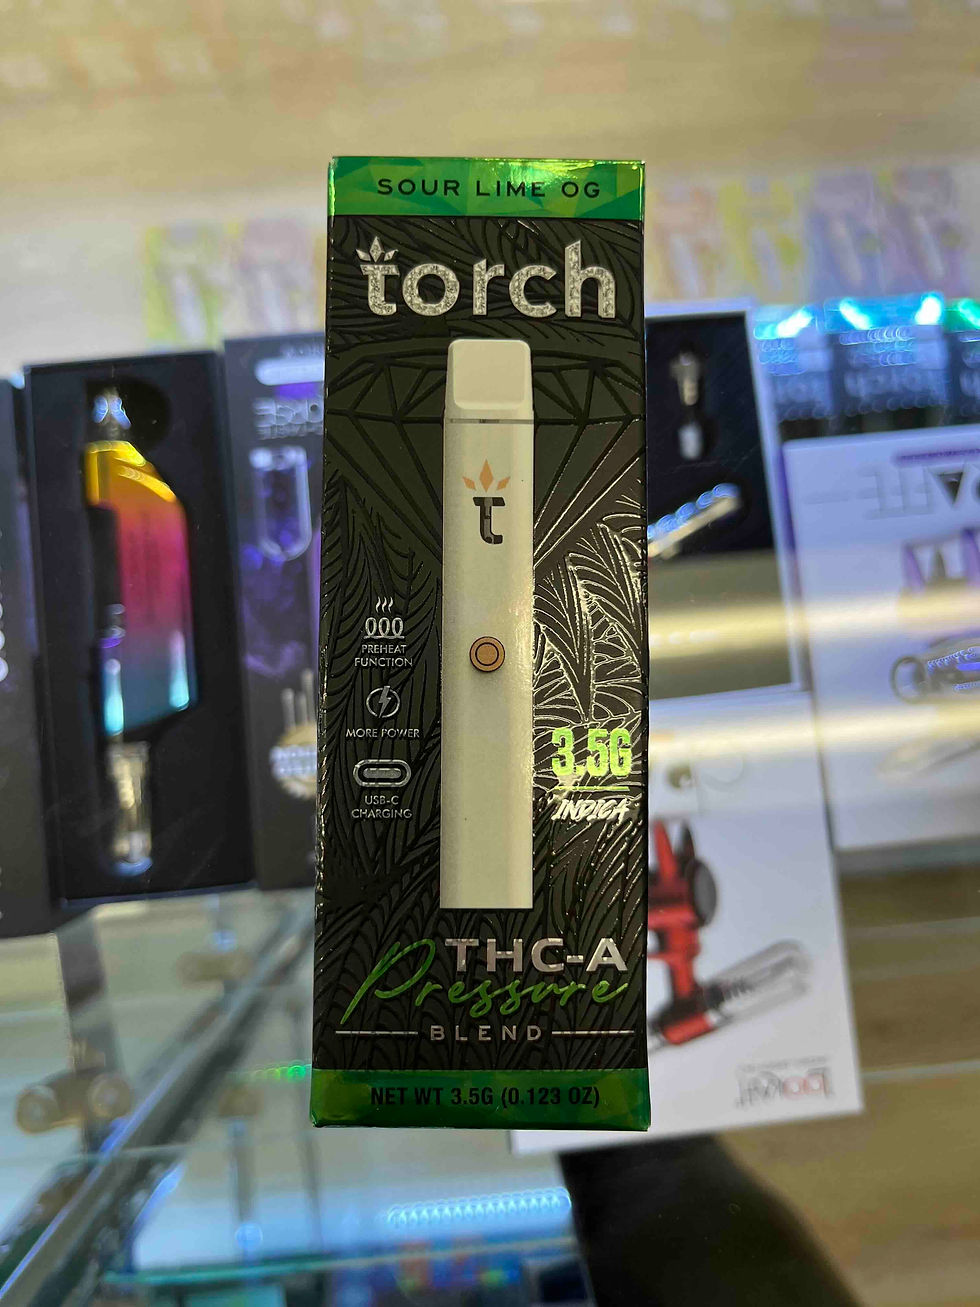 SOUR LIME OG
torch
t
PREHEAT
FUNCTION
MORE POWER
USB-C
CHARGING
3.5G
INDICA
THC-A
Pressure
BLEND
NET WT 3.5G (0.123 OZ)